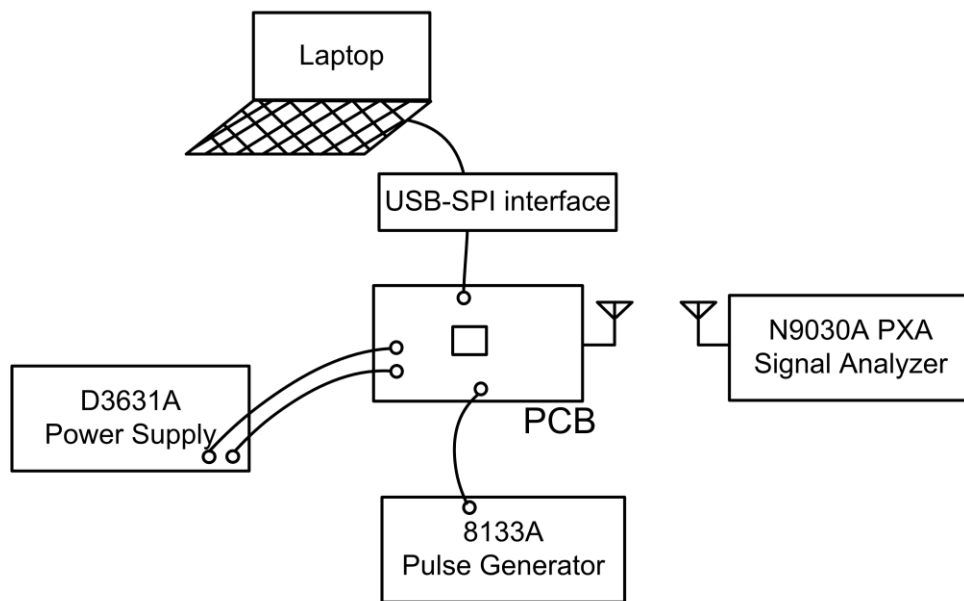 Laptop
USB-SPI interface
N9030A PXA
Signal Analyzer
D3631A
Power Supply
PCB
8133A
Pulse Generator